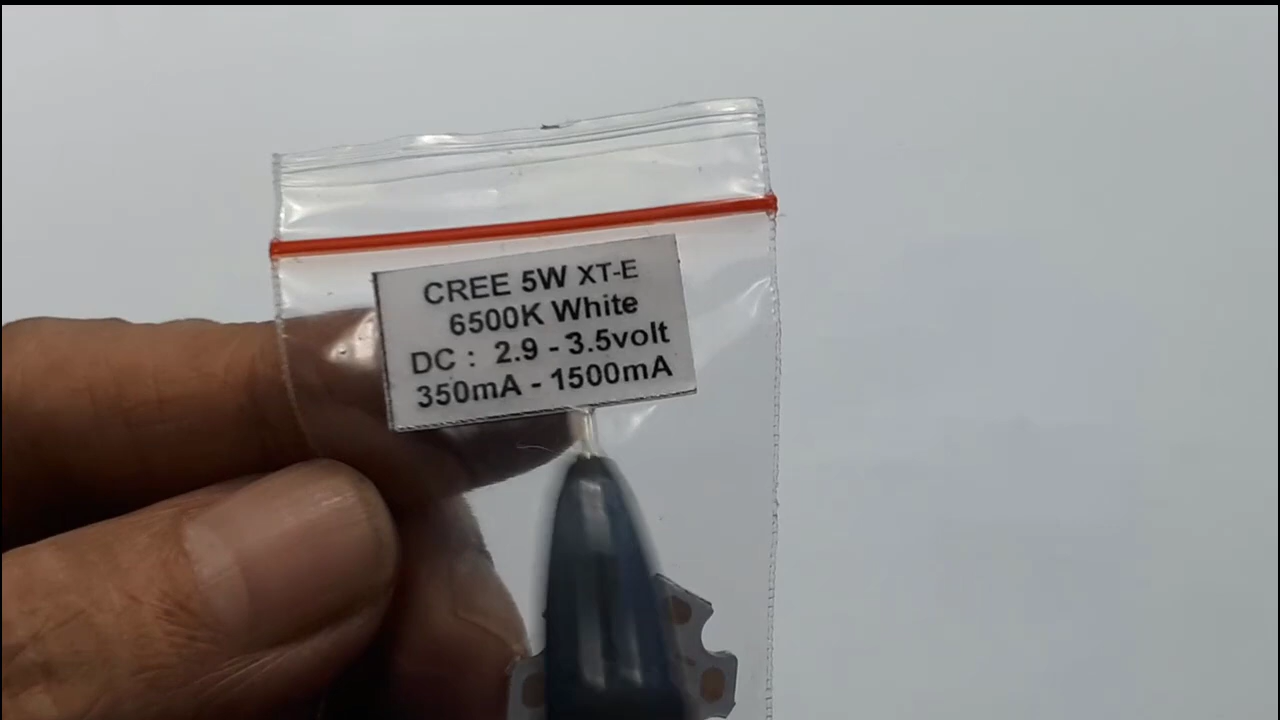 CREE 5W XT-E
6500K White
DC : 2.9 - 3.5volt
350mA - 1500mA